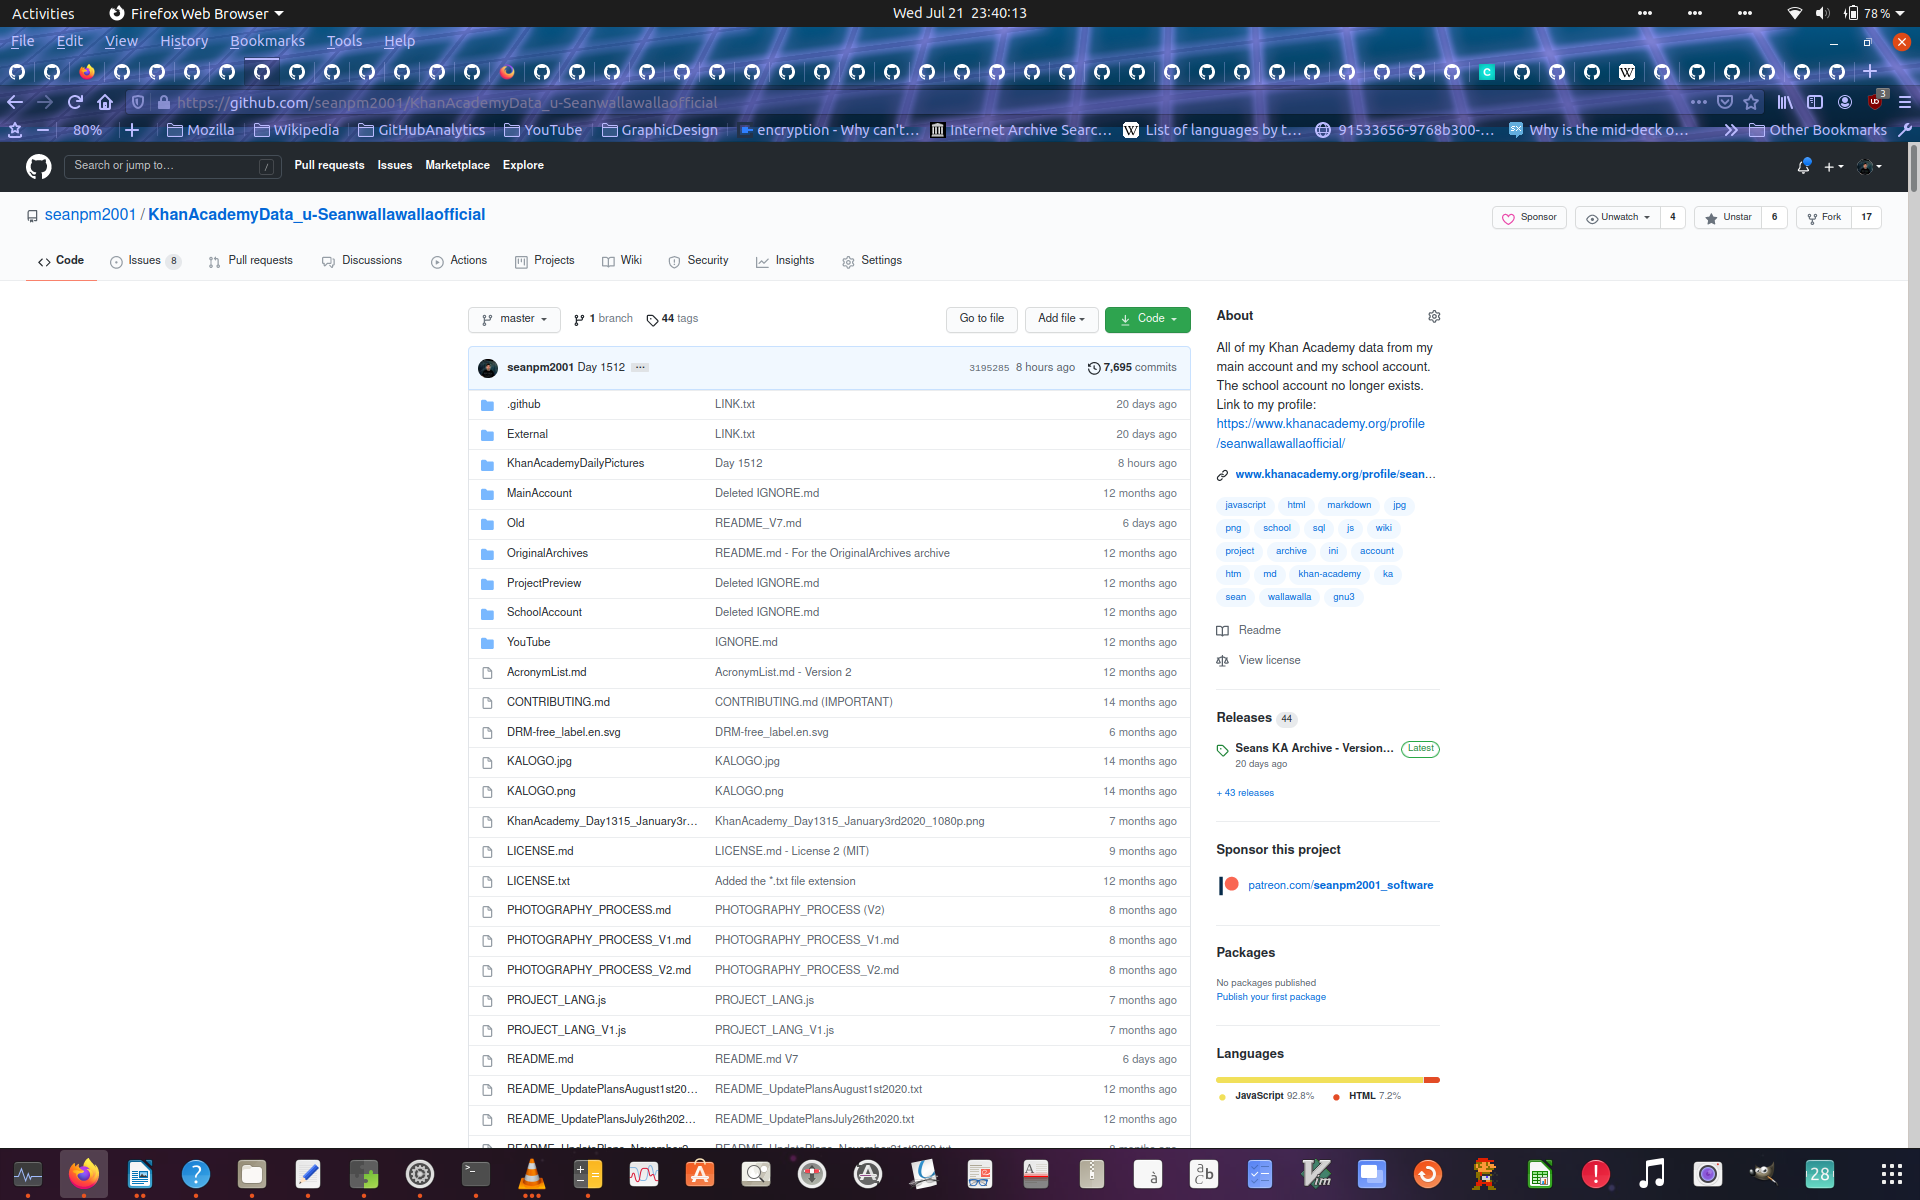 Activities
Firefox Web Browser
Wed Jul 21 23:40:13
78 %
File Edit View History Bookmarks Tools Help
https://github.com/seanpm2001/KhanAcademyData_u-Seanwallawallaofficial
3
80%
Mozilla Wikipedia GitHubAnalytics YouTube GraphicDesign encryption - Why can't… Internet Archive Searc… List of languages by t… 91533656-9768b300-… Why is the mid-deck o… Other Bookmarks
Search or jump to… /
Pull requests Issues Marketplace Explore
seanpm2001 / KhanAcademyData_u-Seanwallawallaofficial
Sponsor Unwatch 4 Unstar 6 Fork 17
Code Issues 8 Pull requests Discussions Actions Projects Wiki Security Insights Settings
master 1 branch 44 tags
Go to file Add file Code
seanpm2001 Day 1512 … 3195285 8 hours ago 7,695 commits
.github LINK.txt 20 days ago
External LINK.txt 20 days ago
KhanAcademyDailyPictures Day 1512 8 hours ago
MainAccount Deleted IGNORE.md 12 months ago
Old README_V7.md 6 days ago
OriginalArchives README.md - For the OriginalArchives archive 12 months ago
ProjectPreview Deleted IGNORE.md 12 months ago
SchoolAccount Deleted IGNORE.md 12 months ago
YouTube IGNORE.md 12 months ago
AcronymList.md AcronymList.md - Version 2 12 months ago
CONTRIBUTING.md CONTRIBUTING.md (IMPORTANT) 14 months ago
DRM-free_label.en.svg DRM-free_label.en.svg 6 months ago
KALOGO.jpg KALOGO.jpg 14 months ago
KALOGO.png KALOGO.png 14 months ago
KhanAcademy_Day1315_January3r… KhanAcademy_Day1315_January3rd2020_1080p.png 7 months ago
LICENSE.md LICENSE.md - License 2 (MIT) 9 months ago
LICENSE.txt Added the *.txt file extension 12 months ago
PHOTOGRAPHY_PROCESS.md PHOTOGRAPHY_PROCESS (V2) 8 months ago
PHOTOGRAPHY_PROCESS_V1.md PHOTOGRAPHY_PROCESS_V1.md 8 months ago
PHOTOGRAPHY_PROCESS_V2.md PHOTOGRAPHY_PROCESS_V2.md 8 months ago
PROJECT_LANG.js PROJECT_LANG.js 7 months ago
PROJECT_LANG_V1.js PROJECT_LANG_V1.js 7 months ago
README.md README.md V7 6 days ago
README_UpdatePlansAugust1st20… README_UpdatePlansAugust1st2020.txt 12 months ago
README_UpdatePlansJuly26th202… README_UpdatePlansJuly26th2020.txt 12 months ago
About
All of my Khan Academy data from my
main account and my school account.
The school account no longer exists.
Link to my profile:
https://www.khanacademy.org/profile
/seanwallawallaofficial/
www.khanacademy.org/profile/sean…
javascript html markdown jpg
png school sql js wiki
project archive ini account
htm md khan-academy ka
sean wallawalla gnu3
Readme
View license
Releases 44
Seans KA Archive - Version… Latest
20 days ago
+ 43 releases
Sponsor this project
patreon.com/seanpm2001_software
Packages
No packages published
Publish your first package
Languages
JavaScript 92.8% HTML 7.2%
28